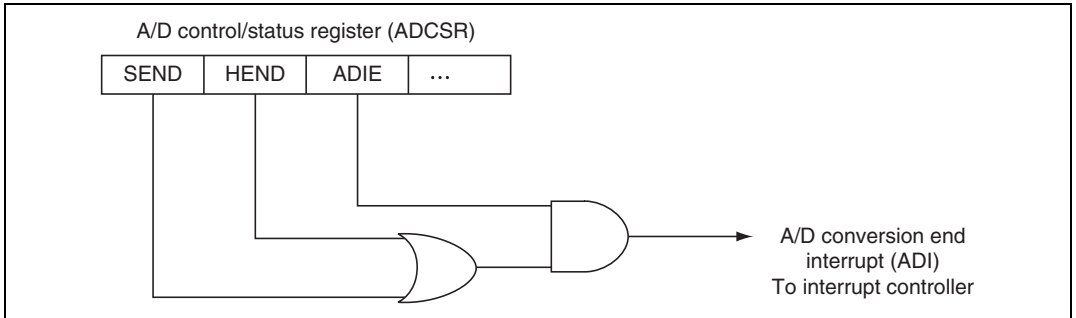 A/D control/status register (ADCSR)
SEND HEND ADIE ...
A/D conversion end
interrupt (ADI)
To interrupt controller